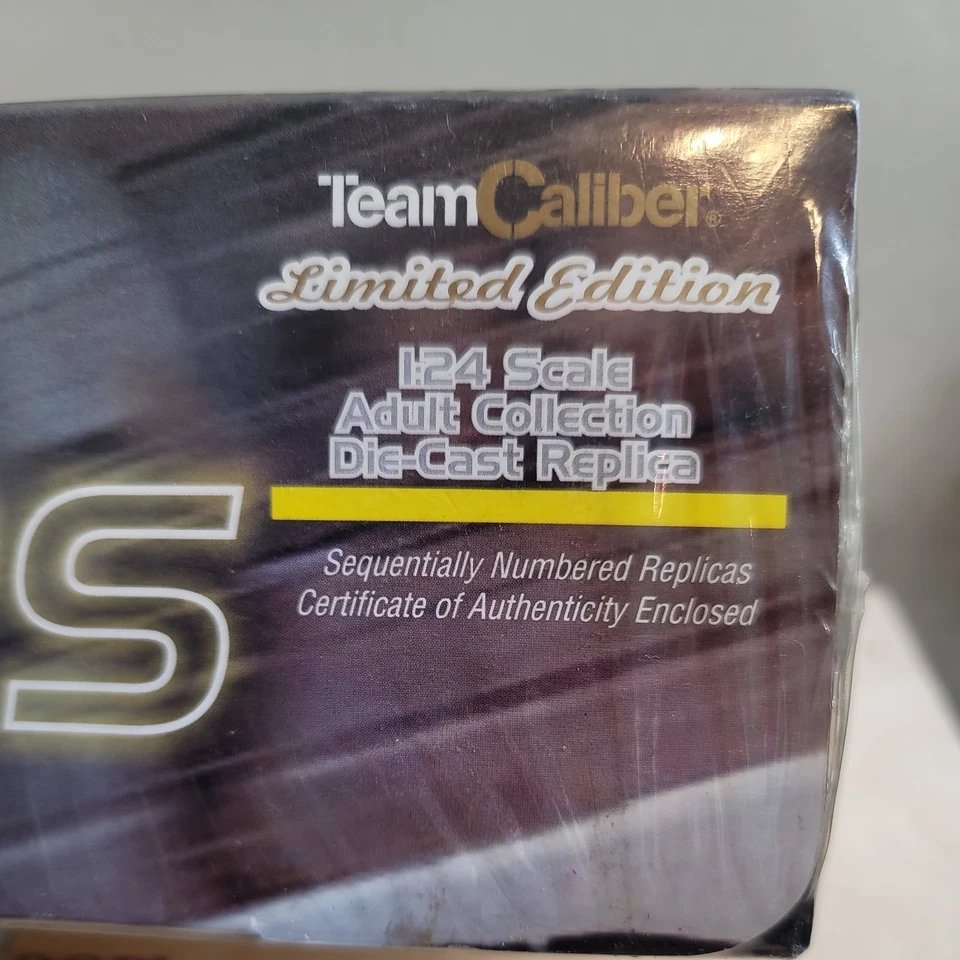 TeamCaliber®
Limited Edition
1:24 Scale
Adult Collection
Die-Cast Replica
Sequentially Numbered Replicas
Certificate of Authenticity Enclosed
S